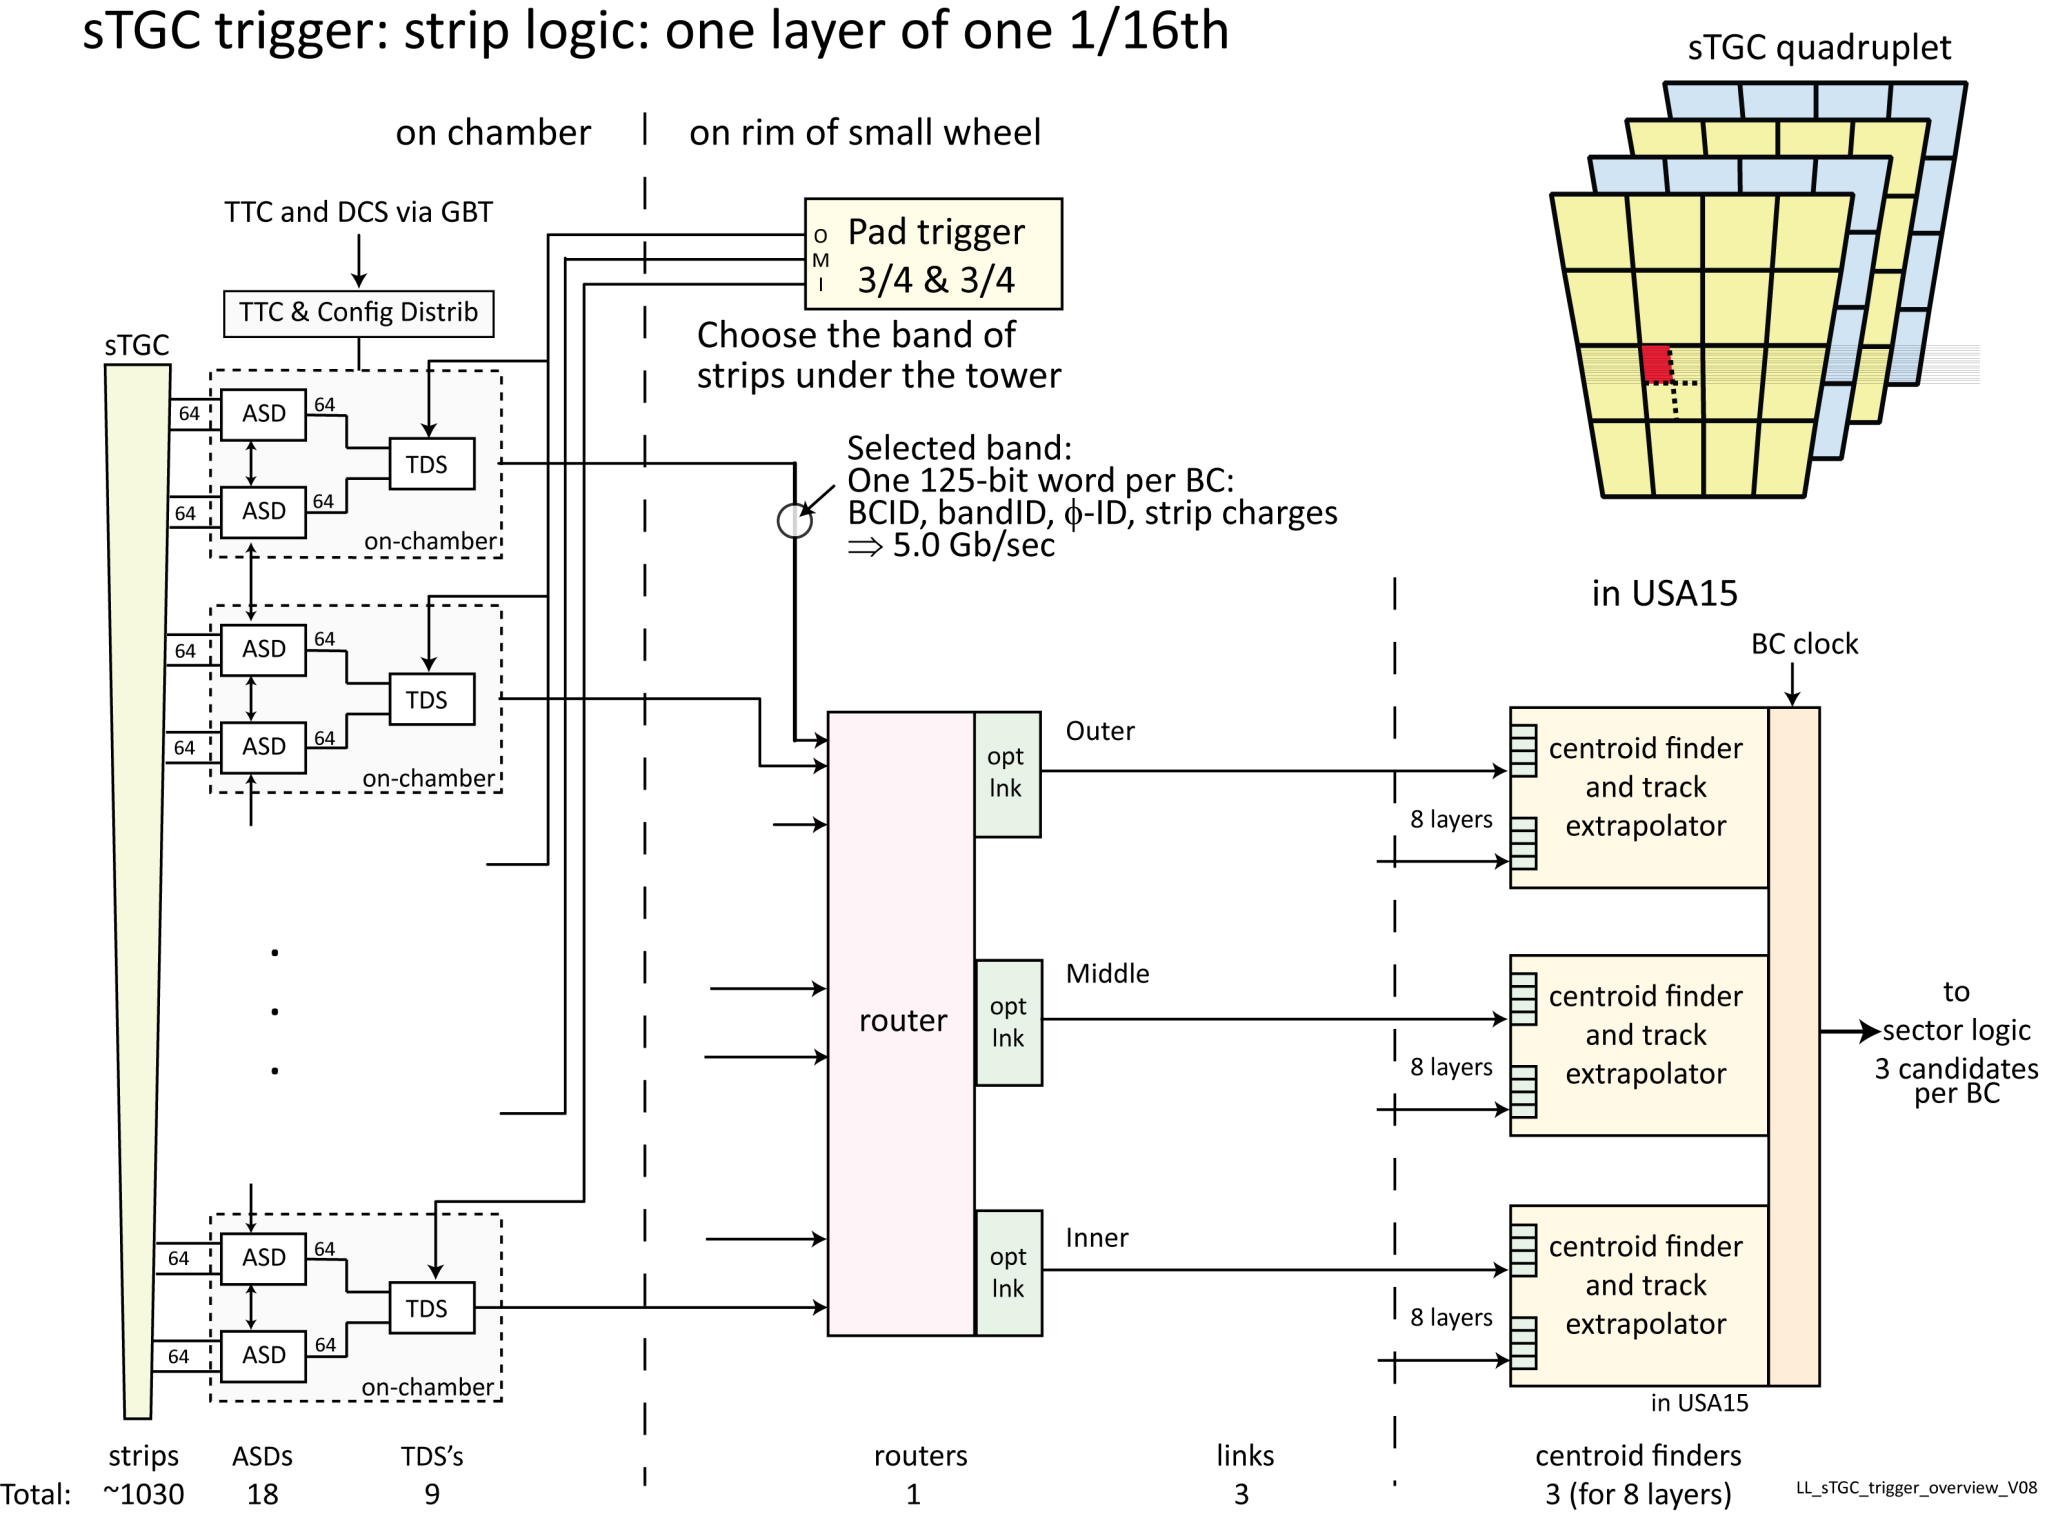 sTGC trigger: strip logic: one layer of one 1/16th
sTGC quadruplet
on chamber
on rim of small wheel
TTC and DCS via GBT
TTC & Config Distrib
O
M
I
Pad trigger
3/4 & 3/4
Choose the band of
strips under the tower
sTGC
64
ASD
64
TDS
64
ASD
64
on-chamber
Selected band:
One 125-bit word per BC:
BCID, bandID, ϕ-ID, strip charges
⇒ 5.0 Gb/sec
64
ASD
64
TDS
64
ASD
64
on-chamber
in USA15
BC clock
router
opt
lnk
Outer
8 layers
centroid finder
and track
extrapolator
opt
lnk
Middle
8 layers
centroid finder
and track
extrapolator
to
sector logic
3 candidates
per BC
64
ASD
64
TDS
64
ASD
64
on-chamber
opt
lnk
Inner
8 layers
centroid finder
and track
extrapolator
in USA15
strips
ASDs
TDS's
routers
links
centroid finders
Total:
~1030
18
9
1
3
3 (for 8 layers)
LL_sTGC_trigger_overview_V08